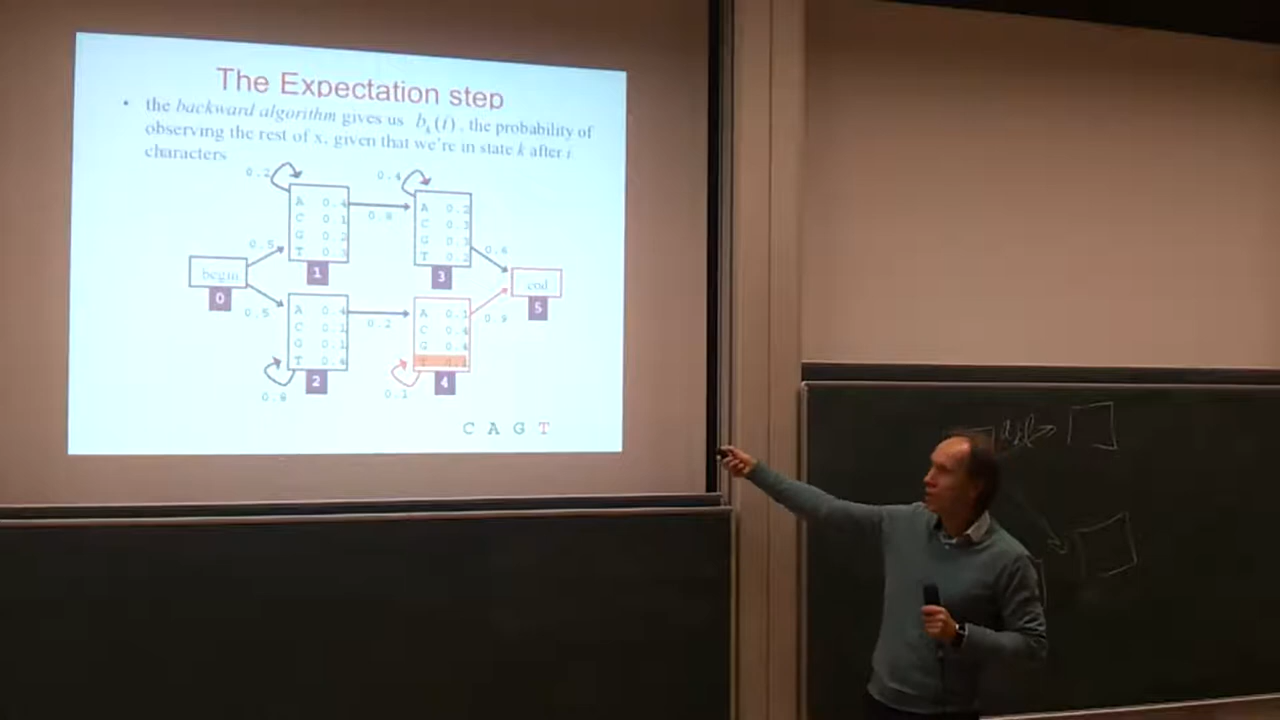 The Expectation step
• the backward algorithm gives us b_k(i), the probability of
observing the rest of x, given that we're in state k after i
characters
0.2
0.4
A 0.4
C 0.1
G 0.2
T 0.3
1
0.8
A 0.2
C 0.3
G 0.3
T 0.2
3
0.5
0.6
begin
0
end
5
0.5
A 0.4
C 0.1
G 0.1
T 0.4
2
0.2
A 0.1
C 0.4
G 0.4
T 0.1
4
0.9
0.8
0.1
C A G T